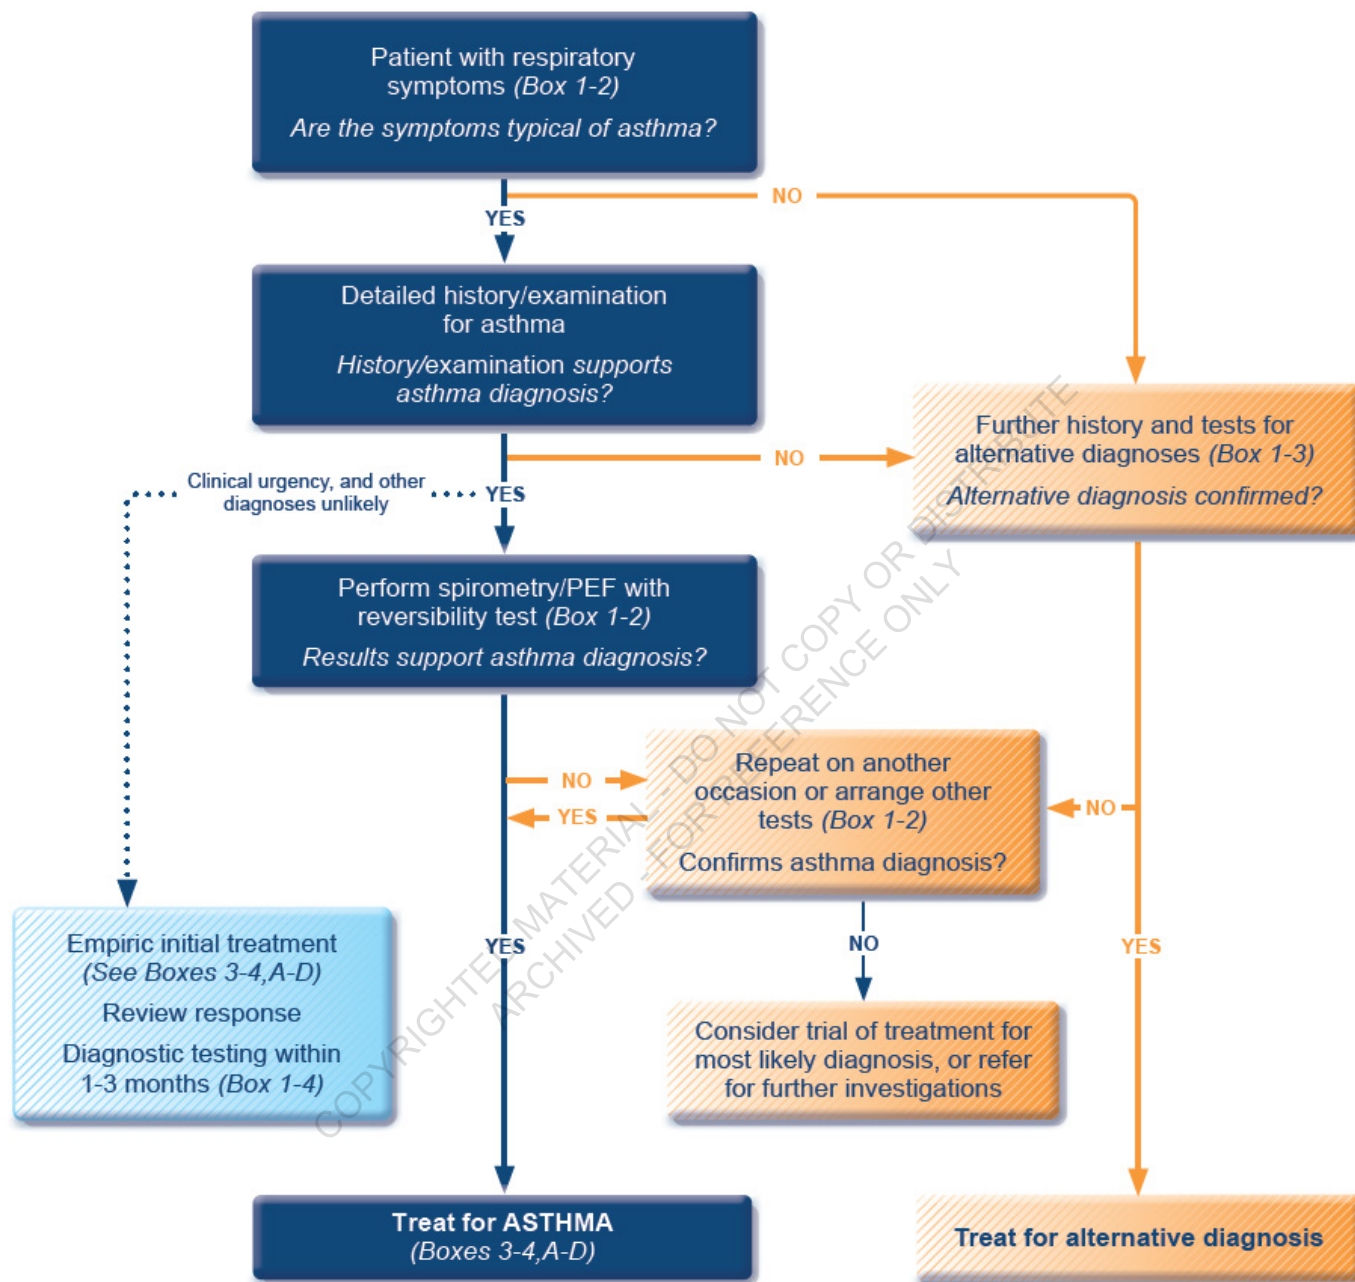 Patient with respiratory
symptoms (Box 1-2)
Are the symptoms typical of asthma?
NO
YES
Detailed history/examination
for asthma
History/examination supports
asthma diagnosis?
Further history and tests for
alternative diagnoses (Box 1-3)
Alternative diagnosis confirmed?
NO
Clinical urgency, and other
diagnoses unlikely
YES
Perform spirometry/PEF with
reversibility test (Box 1-2)
Results support asthma diagnosis?
Repeat on another
occasion or arrange other
tests (Box 1-2)
Confirms asthma diagnosis?
NO
YES
NO
Empiric initial treatment
(See Boxes 3-4,A-D)
Review response
Diagnostic testing within
1-3 months (Box 1-4)
YES
NO
YES
Consider trial of treatment for
most likely diagnosis, or refer
for further investigations
Treat for ASTHMA
(Boxes 3-4,A-D)
Treat for alternative diagnosis
COPYRIGHTED MATERIAL - DO NOT COPY OR DISTRIBUTE
ARCHIVED - FOR REFERENCE ONLY